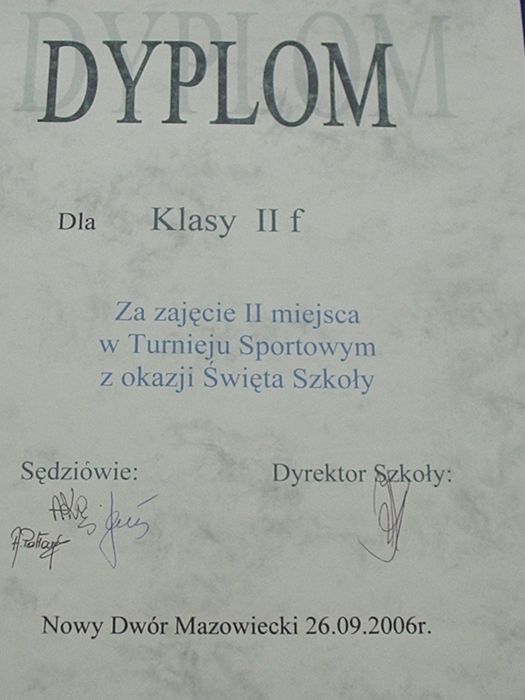 DYPLOM
Dla Klasy II f
Za zajęcie II miejsca
w Turnieju Sportowym
z okazji Święta Szkoły
Sędziówie: Dyrektor Szkoły:
Nowy Dwór Mazowiecki 26.09.2006r.